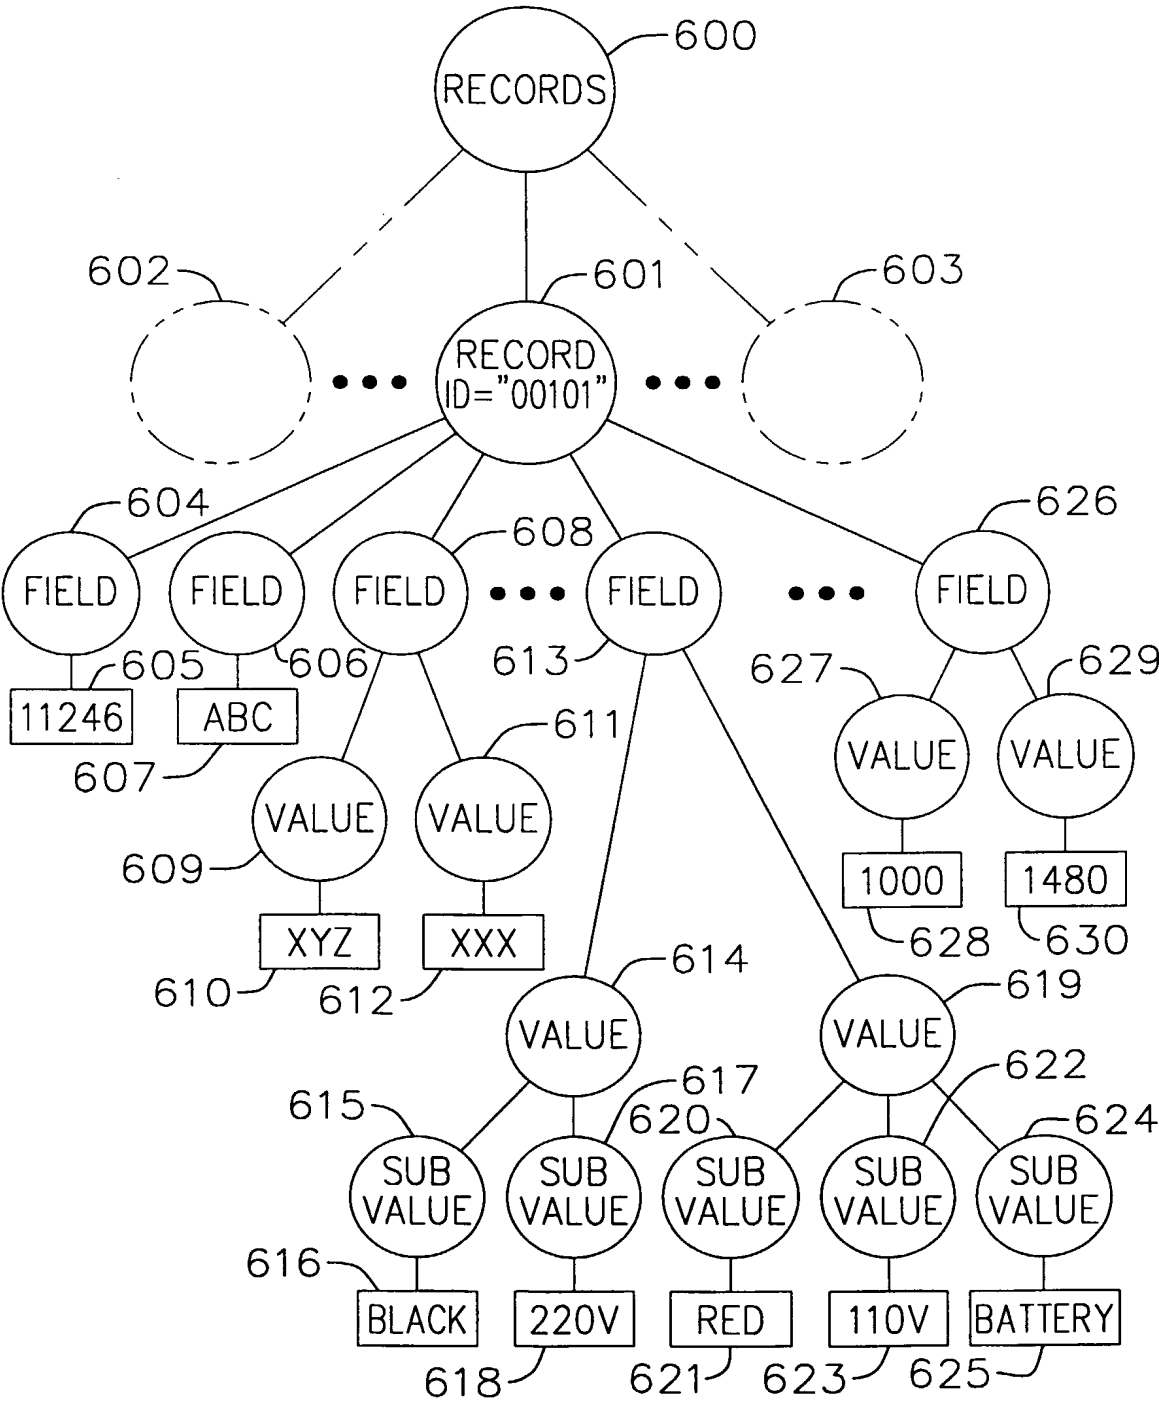 600
RECORDS
602
601
603
RECORD
ID="00101"
604
608
626
FIELD
FIELD
FIELD
FIELD
FIELD
605
606
613
627
629
11246
ABC
607
611
VALUE
VALUE
VALUE
VALUE
609
1000
1480
XYZ
XXX
628
630
610
612
614
619
VALUE
VALUE
615
617
620
622
624
SUB
VALUE
SUB
VALUE
SUB
VALUE
SUB
VALUE
SUB
VALUE
616
BLACK
220V
RED
110V
BATTERY
618
621
623
625